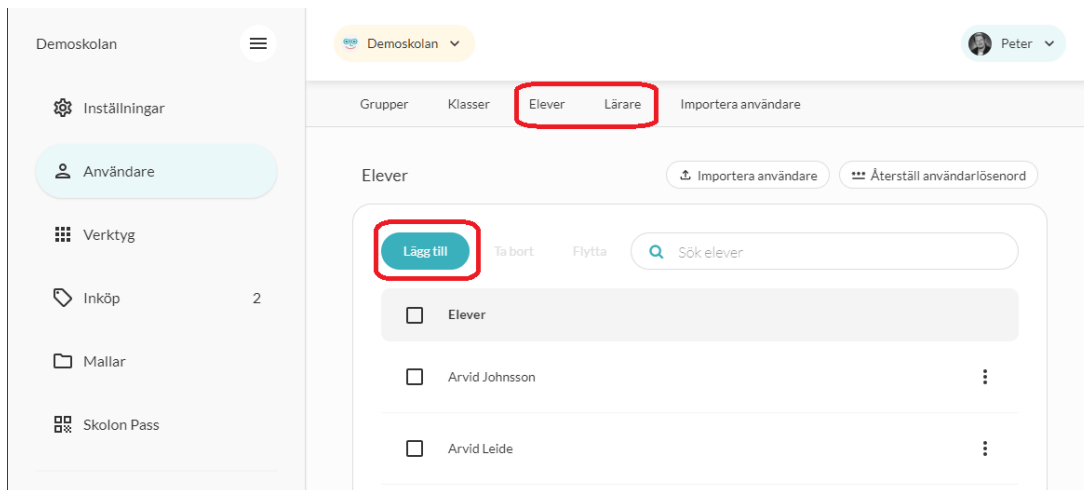 Demoskolan
Demoskolan
Peter
Inställningar
Användare
Verktyg
Inköp 2
Mallar
Skolon Pass
Grupper Klasser Elever Lärare Importera användare
Elever
Importera användare
Återställ användarlösenord
Lägg till Ta bort Flytta Sök elever
Elever
Arvid Johnsson
Arvid Leide